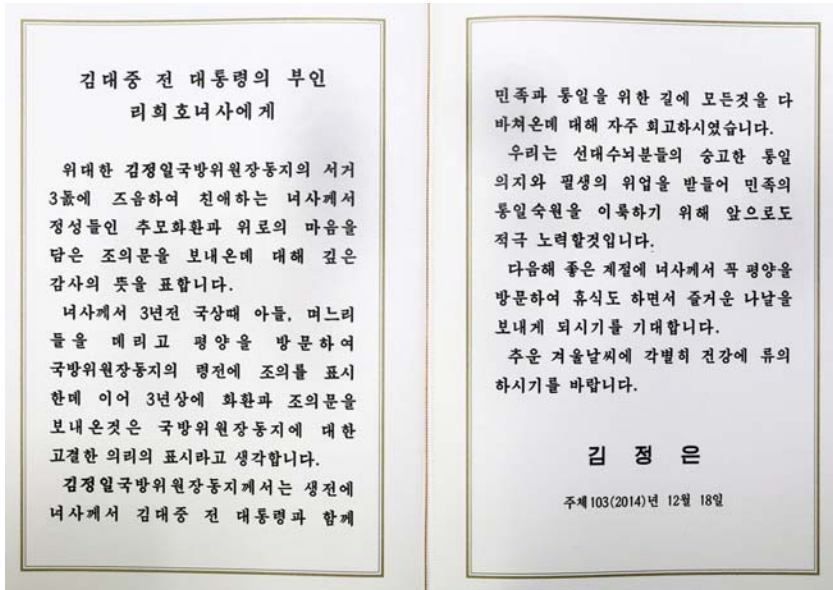 김대중 전 대통령의 부인
리희호녀사에게
위대한 김정일국방위원장동지의 서거
3돐에 즈음하여 친애하는 녀사께서
정성들인 추모화환과 위로의 마음을
담은 조의문을 보내온데 대해 깊은
감사의 뜻을 표합니다.
녀사께서 3년전 국상때 아들, 며느리
들을 데리고 평양을 방문하여
국방위원장동지의 령전에 조의를 표시
한데 이어 3년상에 화환과 조의문을
보내온것은 국방위원장동지에 대한
고결한 의리의 표시라고 생각합니다.
김정일국방위원장동지께서는 생전에
녀사께서 김대중 전 대통령과 함께
민족과 통일을 위한 길에 모든것을 다
바쳐온데 대해 자주 회고하시였습니다.
우리는 선대수뇌분들의 숭고한 통일
의지와 필생의 위업을 받들어 민족의
통일숙원을 이룩하기 위해 앞으로도
적극 노력할것입니다.
다음해 좋은 계절에 녀사께서 꼭 평양을
방문하여 휴식도 하면서 즐거운 나날을
보내게 되시기를 기대합니다.
추운 겨울날씨에 각별히 건강에 류의
하시기를 바랍니다.
김 정 은
주체103(2014)년 12월 18일